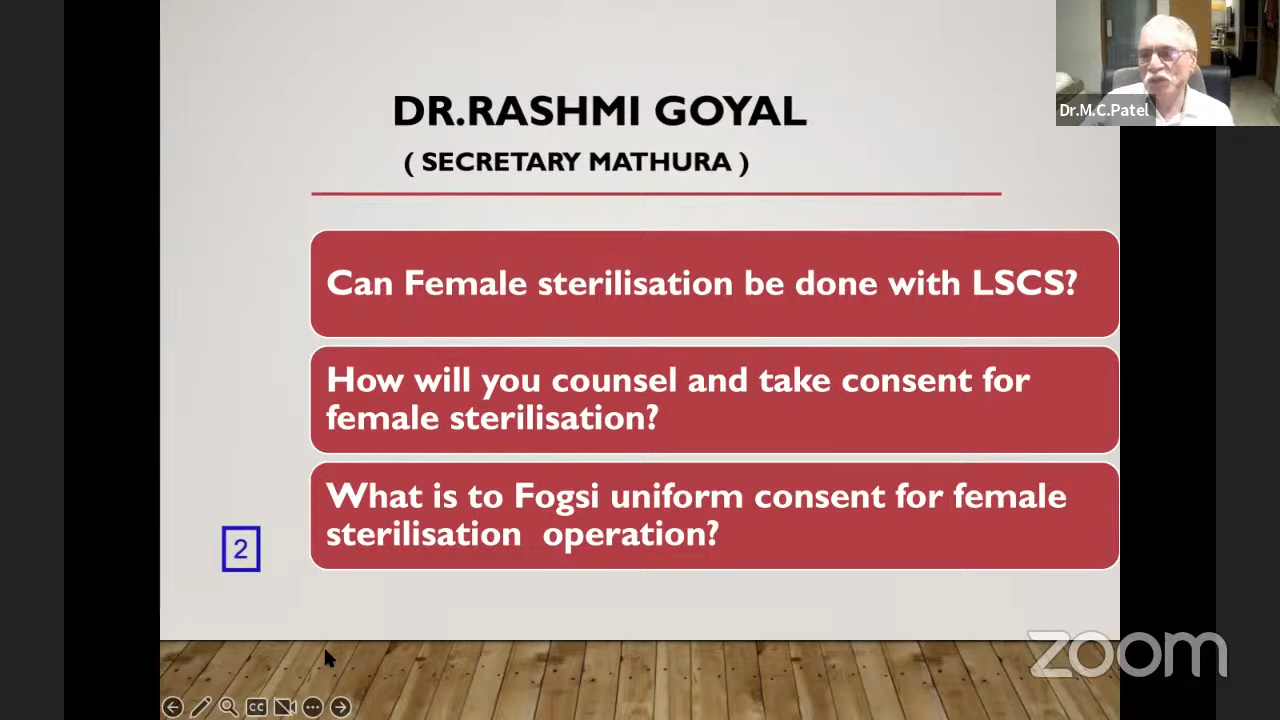 DR.RASHMI GOYAL
( SECRETARY MATHURA )
Can Female sterilisation be done with LSCS?
How will you counsel and take consent for
female sterilisation?
What is to Fogsi uniform consent for female
sterilisation  operation?
2
Dr.M.C.Patel
zoom
CC